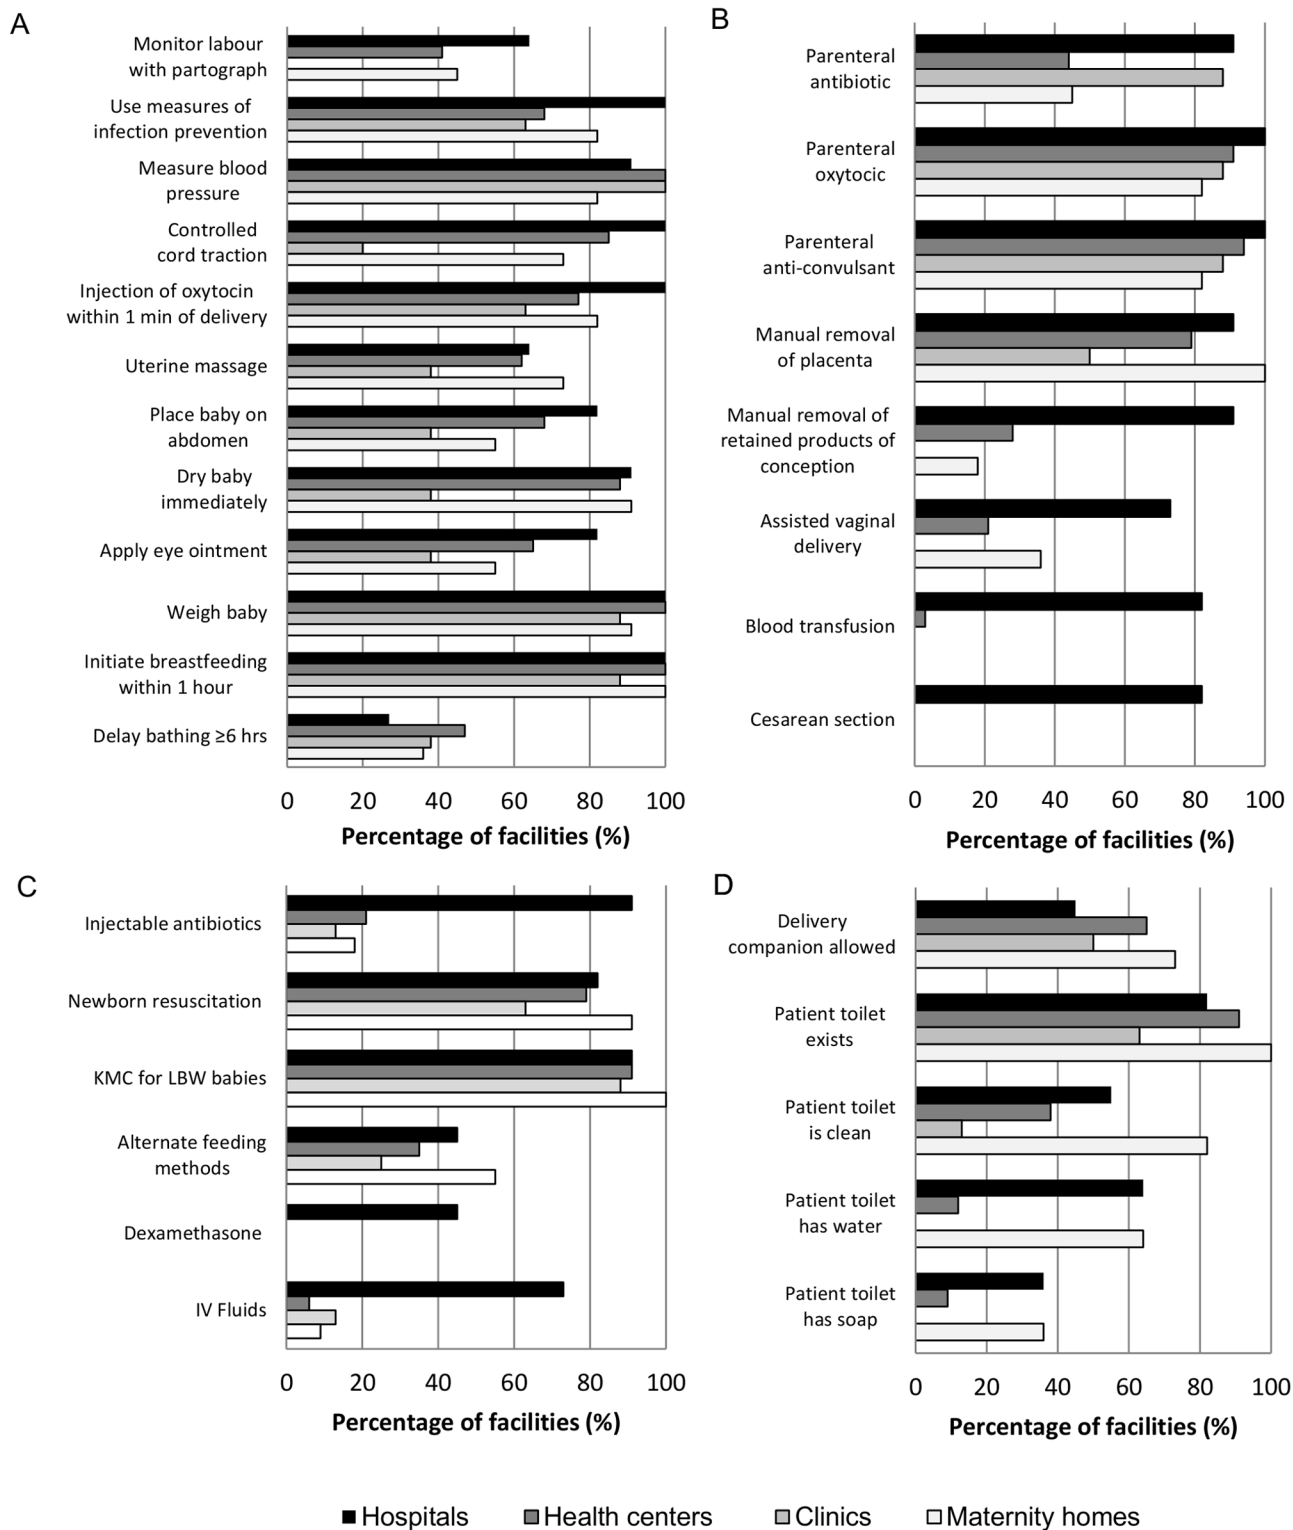 A
Monitor labour
with partograph
Use measures of
infection prevention
Measure blood
pressure
Controlled
cord traction
Injection of oxytocin
within 1 min of delivery
Uterine massage
Place baby on
abdomen
Dry baby
immediately
Apply eye ointment
Weigh baby
Initiate breastfeeding
within 1 hour
Delay bathing ≥6 hrs
0 20 40 60 80 100
Percentage of facilities (%)
B
Parenteral
antibiotic
Parenteral
oxytocic
Parenteral
anti-convulsant
Manual removal
of placenta
Manual removal of
retained products of
conception
Assisted vaginal
delivery
Blood transfusion
Cesarean section
0 20 40 60 80 100
Percentage of facilities (%)
C
Injectable antibiotics
Newborn resuscitation
KMC for LBW babies
Alternate feeding
methods
Dexamethasone
IV Fluids
0 20 40 60 80 100
Percentage of facilities (%)
D
Delivery
companion allowed
Patient toilet
exists
Patient toilet
is clean
Patient toilet
has water
Patient toilet
has soap
0 20 40 60 80 100
Percentage of facilities (%)
Hospitals Health centers Clinics Maternity homes